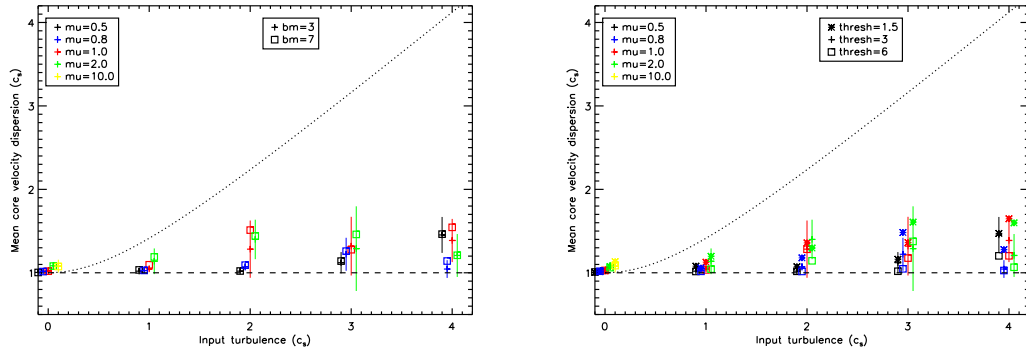 mu=0.5
mu=0.8
mu=1.0
mu=2.0
mu=10.0
bm=3
bm=7
4
3
2
1
Mean core velocity dispersion (cs)
0 1 2 3 4
Input turbulence (cs)
mu=0.5
mu=0.8
mu=1.0
mu=2.0
mu=10.0
thresh=1.5
thresh=3
thresh=6
4
3
2
1
Mean core velocity dispersion (cs)
0 1 2 3 4
Input turbulence (cs)